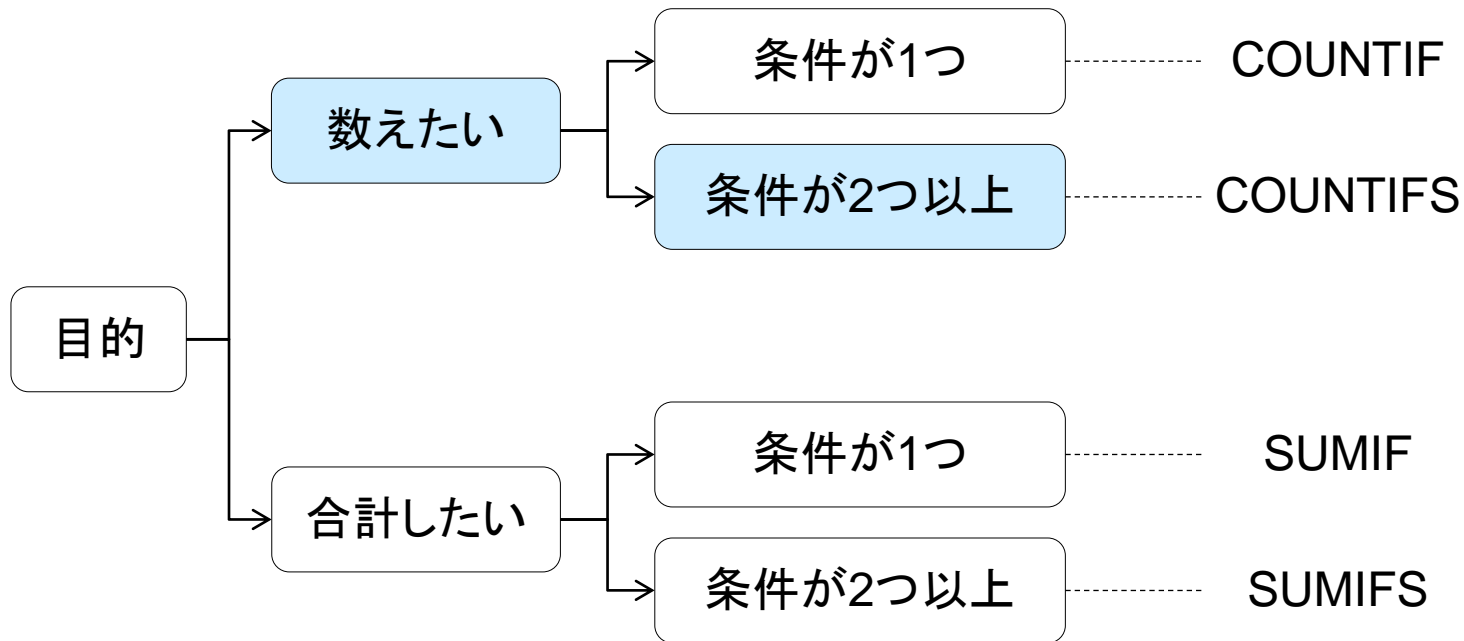 条件が1つ
COUNTIF
数えたい
条件が2つ以上
COUNTIFS
目的
条件が1つ
SUMIF
合計したい
条件が2つ以上
SUMIFS